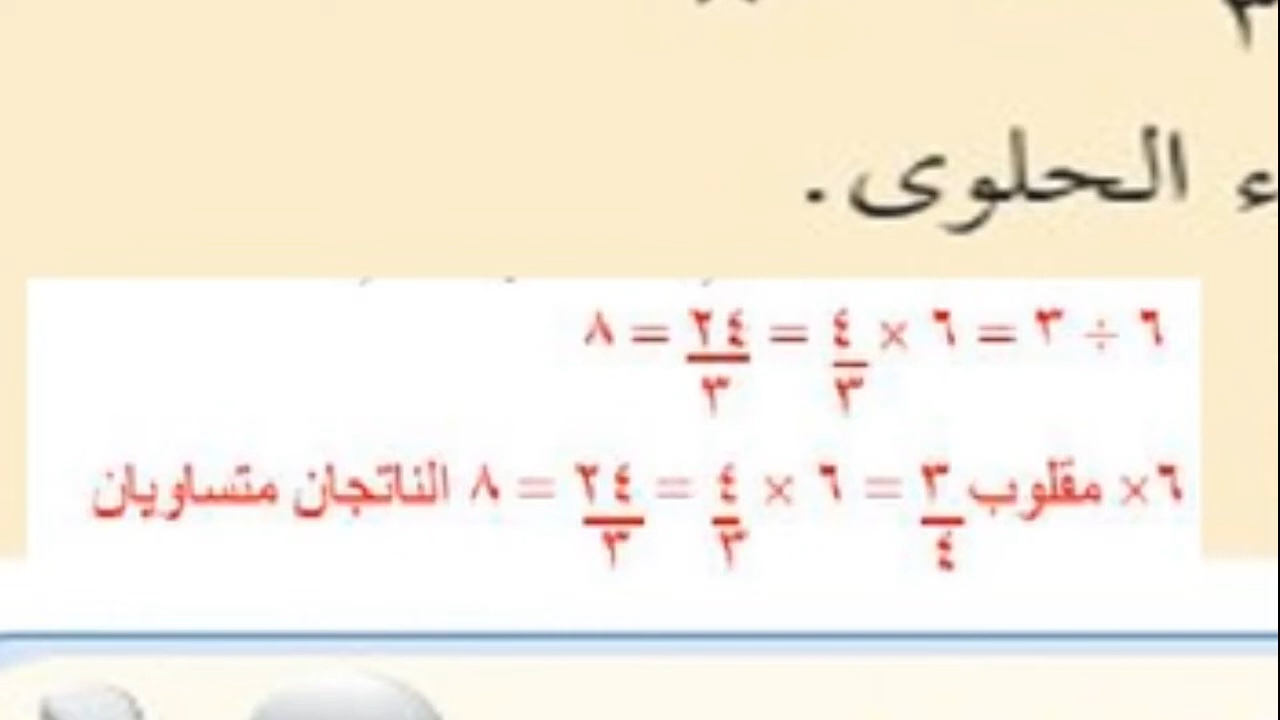 ء الحلوى.
٦ ÷ ٣ = ٦ × ٤/٣ = ٢٤/٣ = ٨
٦× مقلوب ٣/٤ = ٦ × ٤/٣ = ٢٤/٣ = ٨ الناتجان متساويان